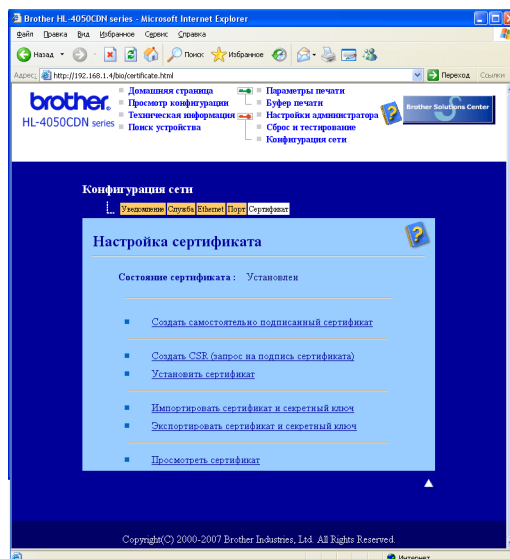 Brother HL-4050CDN series - Microsoft Internet Explorer
Файл Правка Вид Избранное Сервис Справка
Назад Поиск Избранное
Адрес: http://192.168.1.4/bio/certificate.html Переход Ссылки
brother
HL-4050CDN series
Домашняя страница
Просмотр конфигурации
Техническая информация
Поиск устройства
Параметры печати
Буфер печати
Настройки администратора
Сброс и тестирование
Конфигурация сети
Brother Solutions Center
Конфигурация сети
Уведомление Служба Ethernet Порт Сертификат
Настройка сертификата
Состояние сертификата : Установлен
Создать самостоятельно подписанный сертификат
Создать CSR (запрос на подпись сертификата)
Установить сертификат
Импортировать сертификат и секретный ключ
Экспортировать сертификат и секретный ключ
Просмотреть сертификат
Copyright(C) 2000-2007 Brother Industries, Ltd. All Rights Reserved.
Интернет